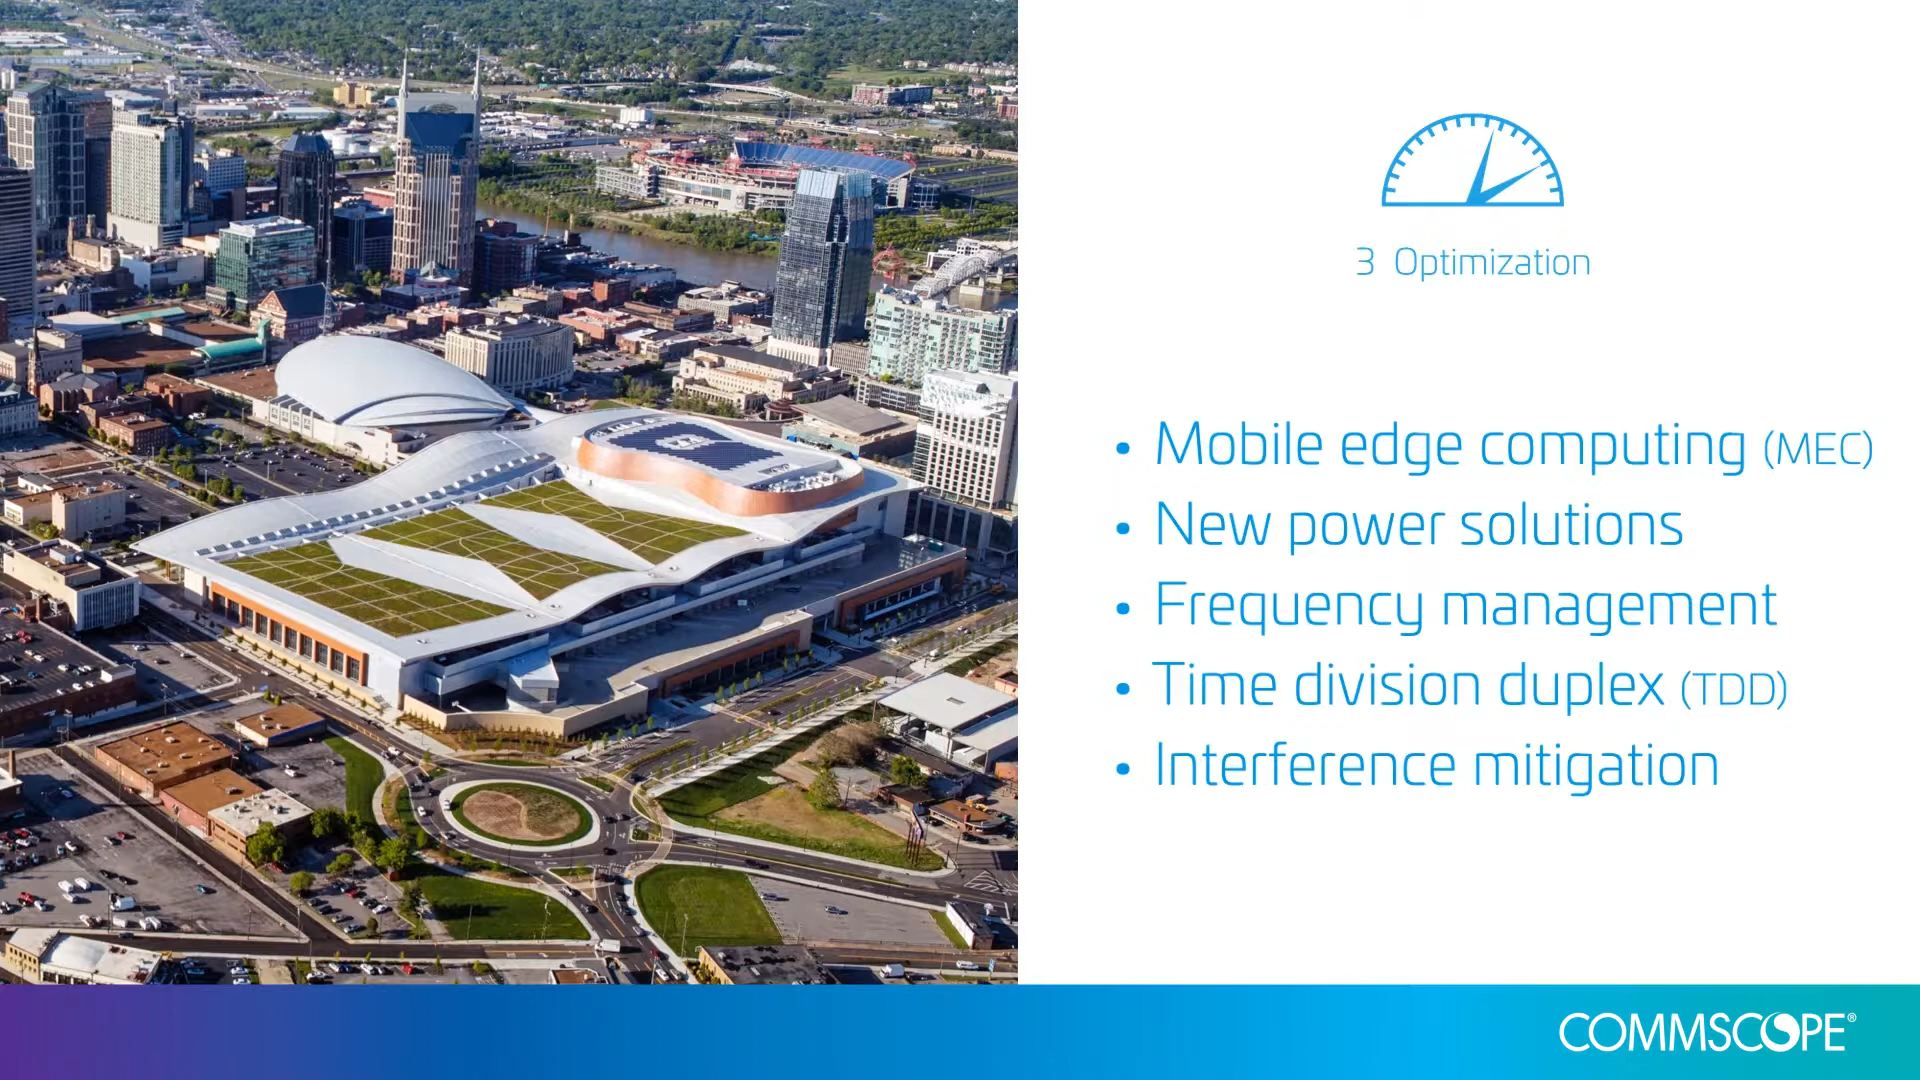 3 Optimization
• Mobile edge computing (MEC)
• New power solutions
• Frequency management
• Time division duplex (TDD)
• Interference mitigation
COMMSCOPE®